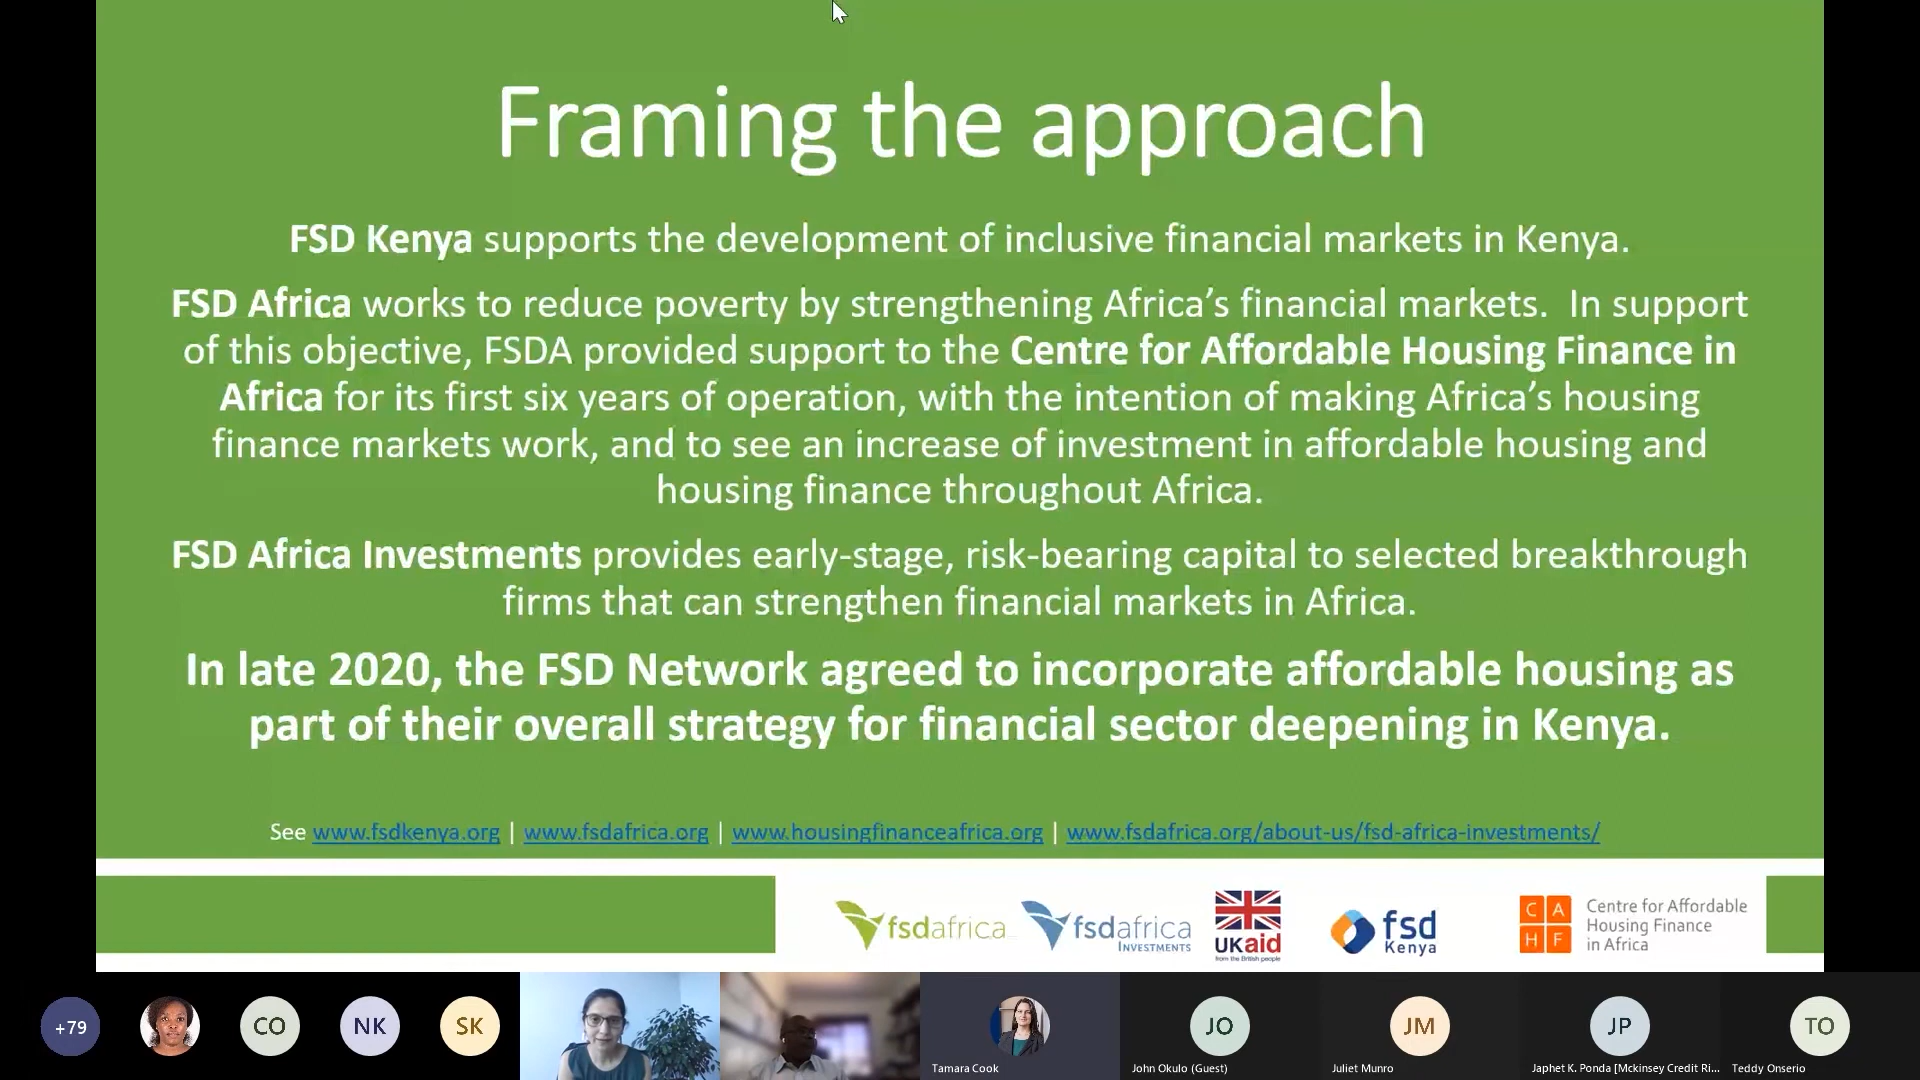 Framing the approach
FSD Kenya supports the development of inclusive financial markets in Kenya.
FSD Africa works to reduce poverty by strengthening Africa’s financial markets.  In support
of this objective, FSDA provided support to the Centre for Affordable Housing Finance in
Africa for its first six years of operation, with the intention of making Africa’s housing
finance markets work, and to see an increase of investment in affordable housing and
housing finance throughout Africa.
FSD Africa Investments provides early-stage, risk-bearing capital to selected breakthrough
firms that can strengthen financial markets in Africa.
In late 2020, the FSD Network agreed to incorporate affordable housing as
part of their overall strategy for financial sector deepening in Kenya.
See www.fsdkenya.org | www.fsdafrica.org | www.housingfinanceafrica.org | www.fsdafrica.org/about-us/fsd-africa-investments/
fsdafrica
fsdafrica
INVESTMENTS
UKaid
from the British people
fsd
Kenya
CA
HF
Centre for Affordable
Housing Finance
in Africa
+79
CO
NK
SK
Tamara Cook
JO
John Okulo (Guest)
JM
Juliet Munro
JP
Japhet K. Ponda [Mckinsey Credit Ri...
TO
Teddy Onserio